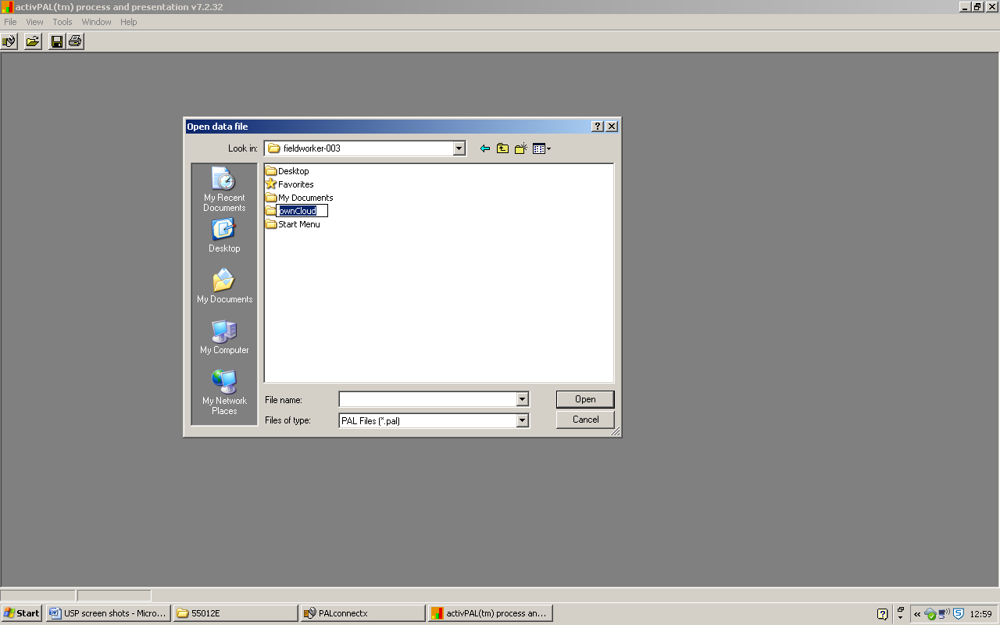 activPAL(tm) process and presentation v7.2.32
File View Tools Window Help
Open data file
Look in: fieldworker-003
My Recent
Documents
Desktop
My Documents
My Computer
My Network
Places
Desktop
Favorites
My Documents
ownCloud
Start Menu
File name:
Open
Files of type: PAL Files (*.pal)
Cancel
Start USP screen shots - Micro... 55012E PALconnectx activPAL(tm) process an... « 12:59